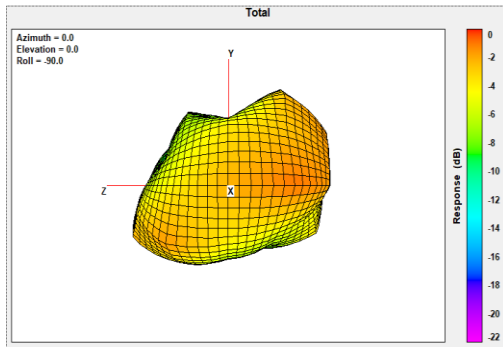 Total
Azimuth = 0.0
Elevation = 0.0
Roll = -90.0
Y
Z
X
0
-2
-4
-6
-8
-10
-12
-14
-16
-18
-20
-22
Response (dB)